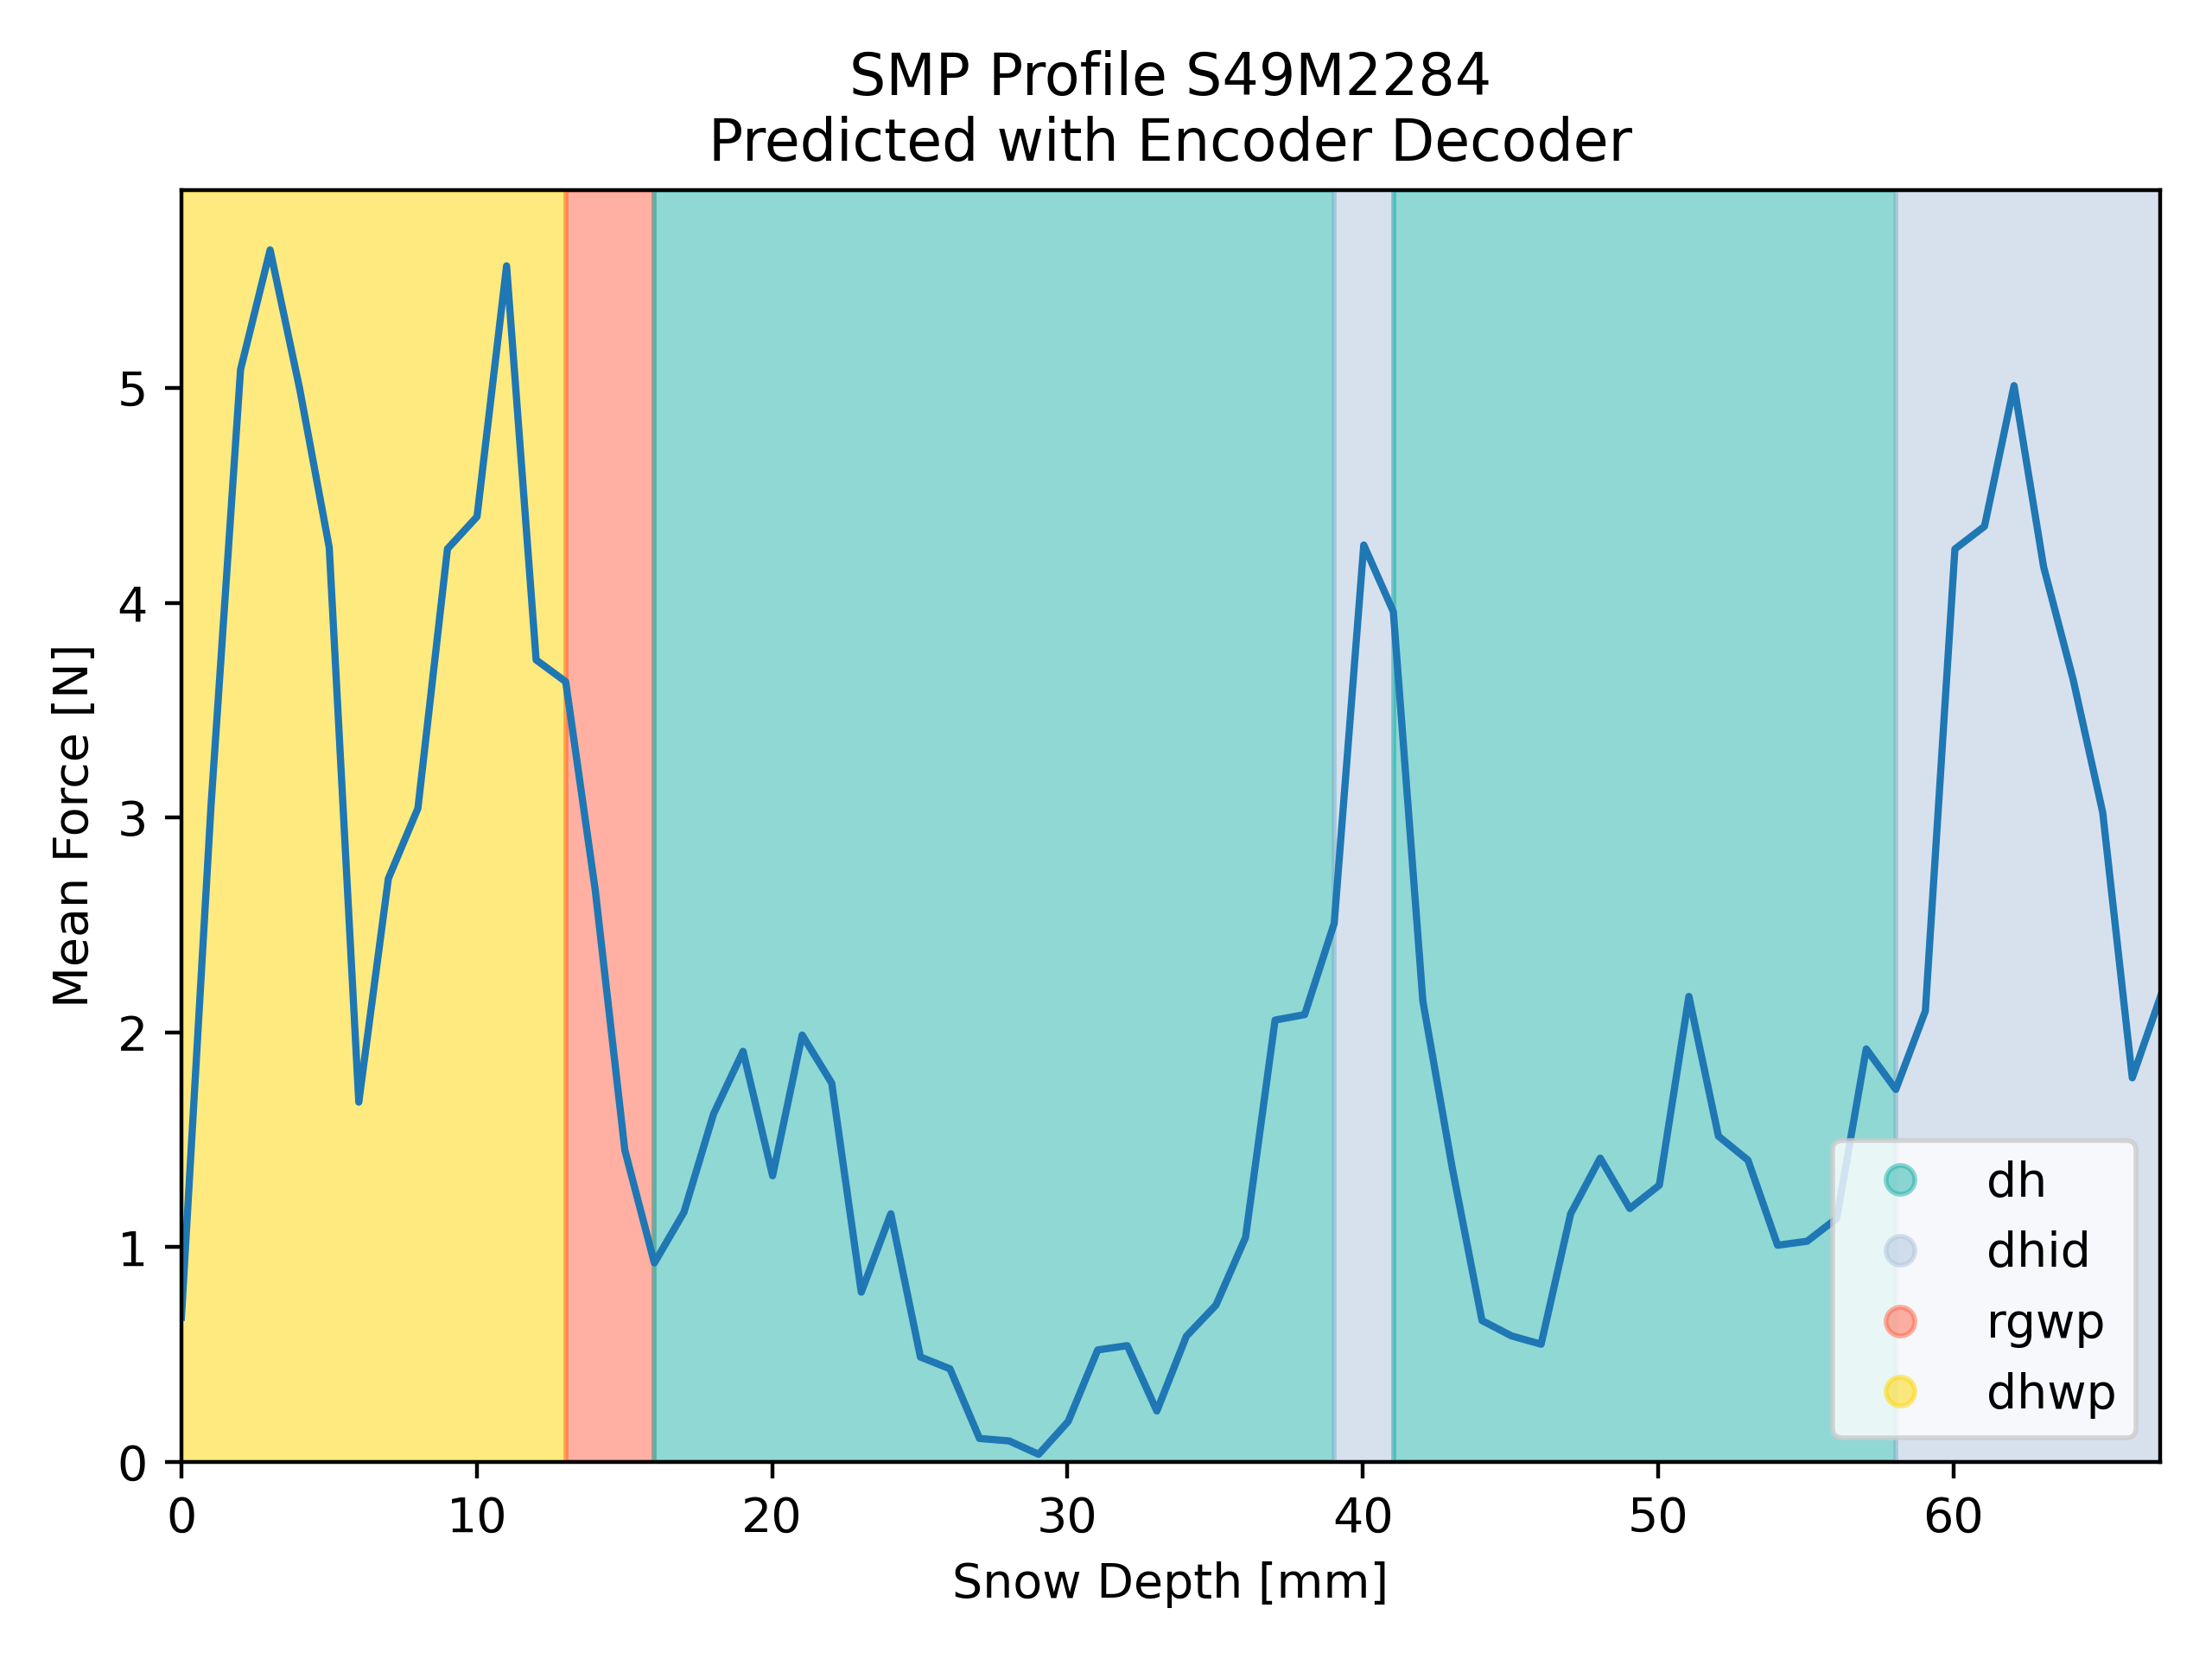 SMP Profile S49M2284
Predicted with Encoder Decoder
Mean Force [N]
5
4
3
2
1
0
0 10 20 30 40 50 60
Snow Depth [mm]
dh
dhid
rgwp
dhwp